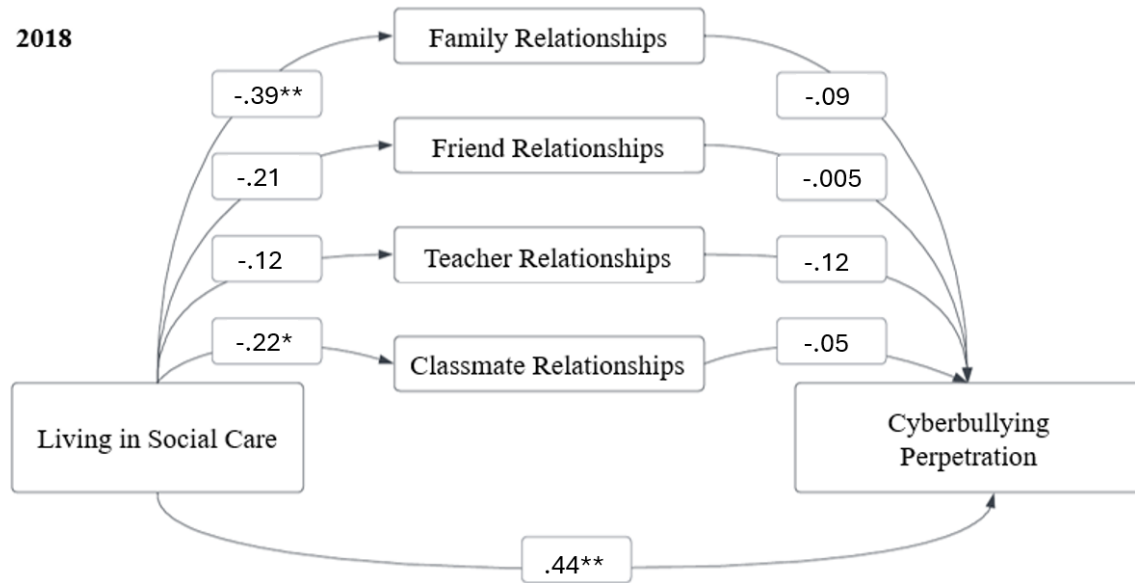 2018
Family Relationships
-.39**
-.09
Friend Relationships
-.21
-.005
Teacher Relationships
-.12
-.12
-.22*
-.05
Classmate Relationships
Living in Social Care
Cyberbullying
Perpetration
.44**